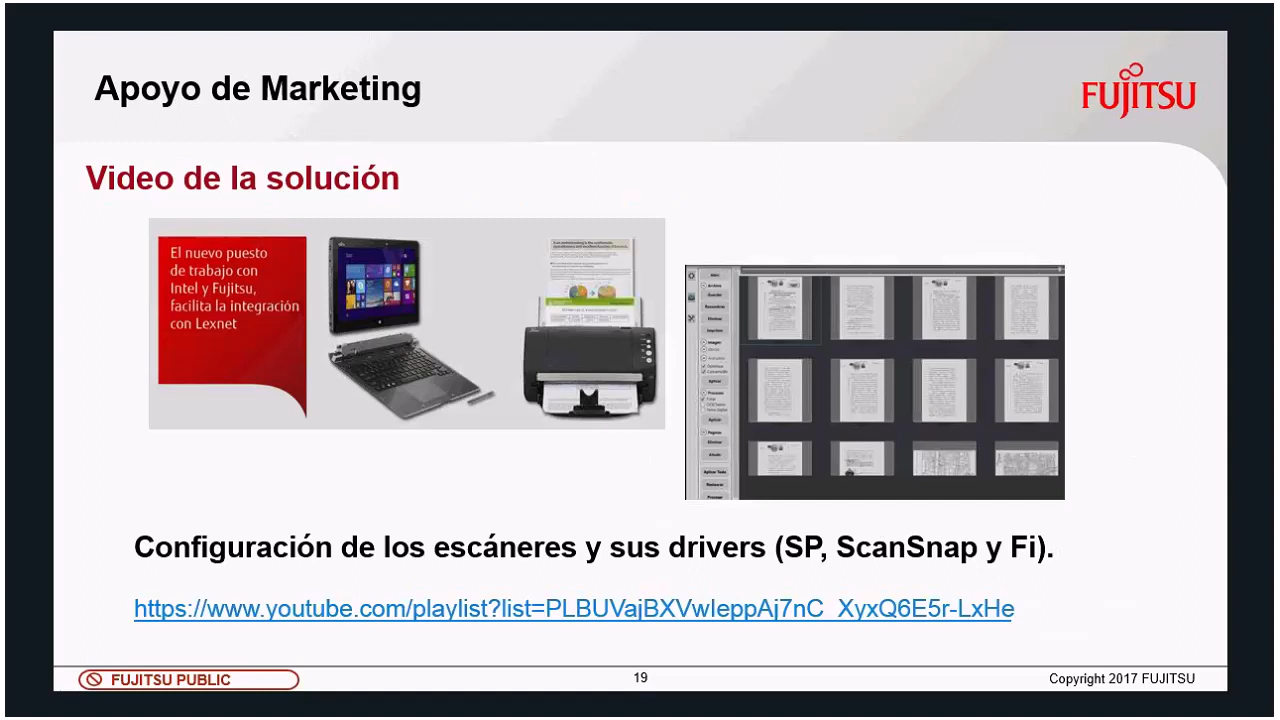 Apoyo de Marketing
FUJITSU
Video de la solución
El nuevo puesto
de trabajo con
Intel y Fujitsu,
facilita la integración
con Lexnet
Configuración de los escáneres y sus drivers (SP, ScanSnap y Fi).
https://www.youtube.com/playlist?list=PLBUVajBXVwIeppAj7nC_XyxQ6E5r-LxHe
FUJITSU PUBLIC
19
Copyright 2017 FUJITSU